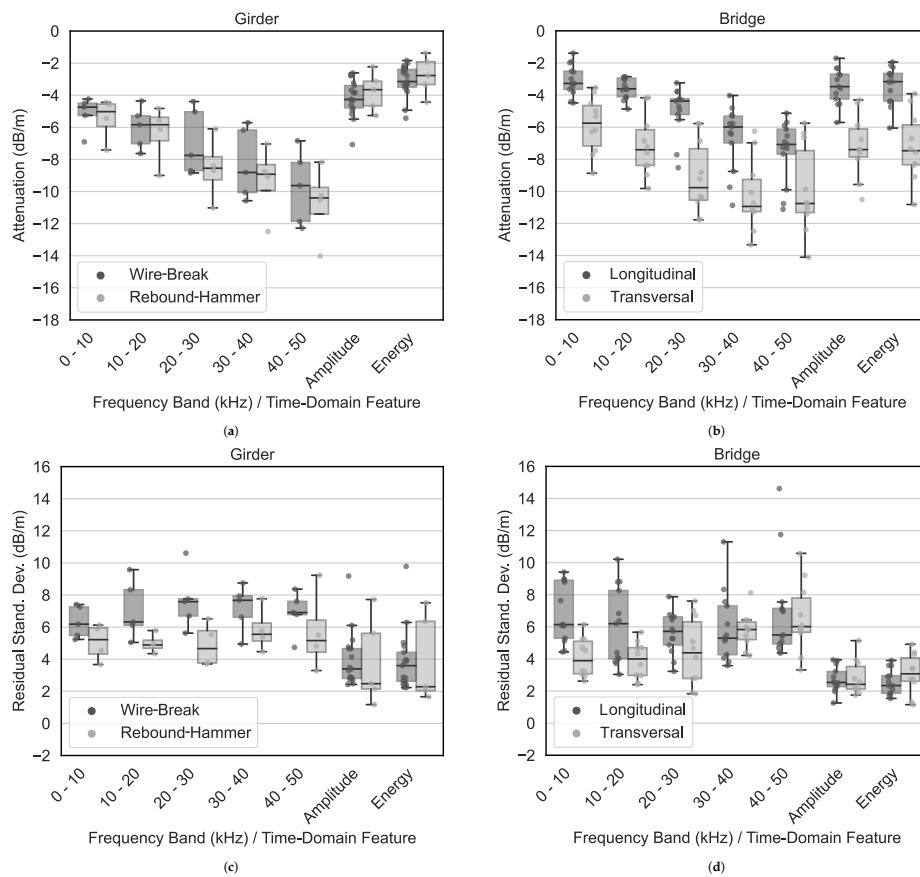 Girder
0
−2
−4
−6
−8
−10
−12
−14
−16
−18
Attenuation (dB/m)
Wire-Break
Rebound-Hammer
0 - 10
10 - 20
20 - 30
30 - 40
40 - 50
Amplitude
Energy
Frequency Band (kHz) / Time-Domain Feature
(a)
Bridge
0
−2
−4
−6
−8
−10
−12
−14
−16
−18
Attenuation (dB/m)
Longitudinal
Transversal
0 - 10
10 - 20
20 - 30
30 - 40
40 - 50
Amplitude
Energy
Frequency Band (kHz) / Time-Domain Feature
(b)
Girder
16
14
12
10
8
6
4
2
0
−2
Residual Stand. Dev. (dB/m)
Wire-Break
Rebound-Hammer
0 - 10
10 - 20
20 - 30
30 - 40
40 - 50
Amplitude
Energy
Frequency Band (kHz) / Time-Domain Feature
(c)
Bridge
16
14
12
10
8
6
4
2
0
−2
Residual Stand. Dev. (dB/m)
Longitudinal
Transversal
0 - 10
10 - 20
20 - 30
30 - 40
40 - 50
Amplitude
Energy
Frequency Band (kHz) / Time-Domain Feature
(d)